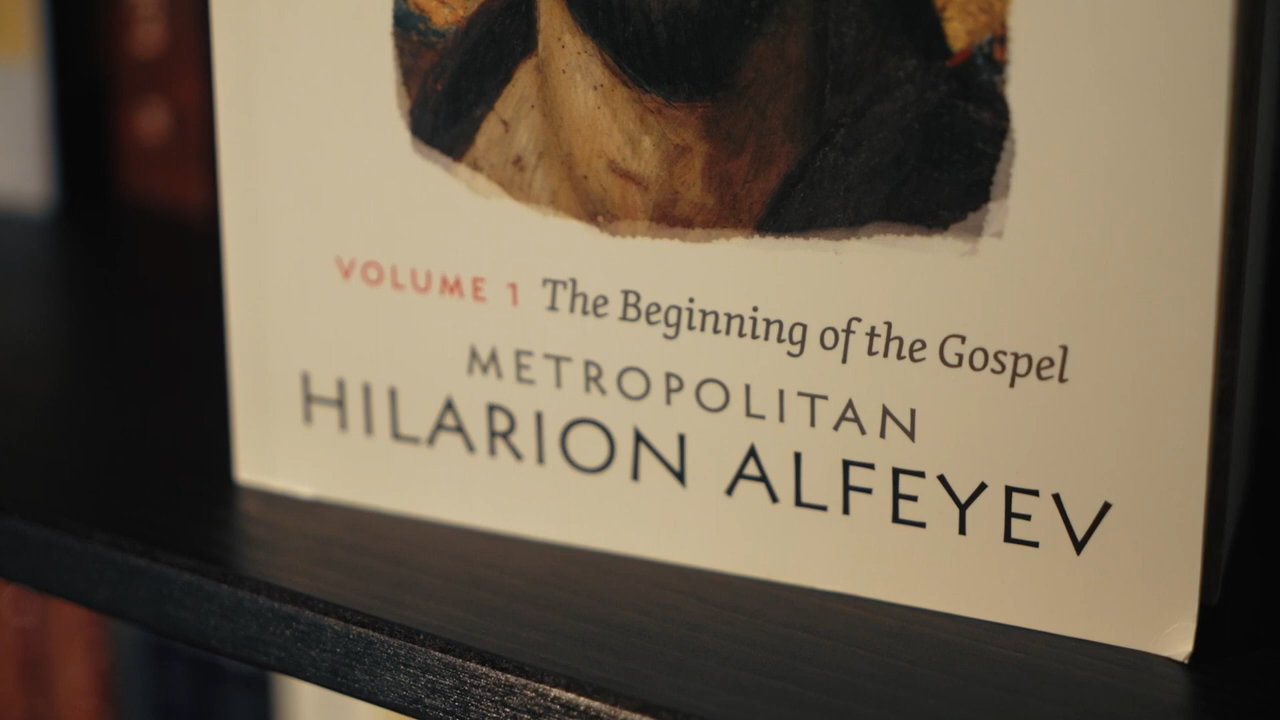 VOLUME 1 The Beginning of the Gospel
METROPOLITAN
HILARION ALFEYEV